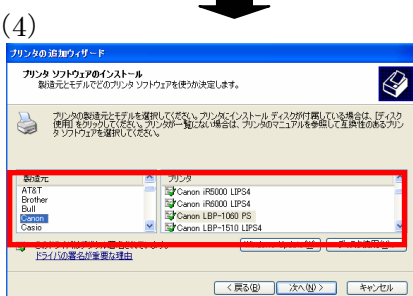 (4)
プリンタの追加ウィザード
プリンタ ソフトウェアのインストール
製造元とモデルでどのプリンタ ソフトウェアを使うか決定します。
プリンタの製造元とモデルを選択してください。プリンタにインストール ディスクが付属している場合は、[ディスク
使用] をクリックしてください。プリンタが一覧にない場合は、プリンタのマニュアルを参照して互換性のあるプリン
タ ソフトウェアを選択してください。
製造元
AT&T
Brother
Bull
Canon
Casio
プリンタ
Canon iR5000 LIPS4
Canon iR6000 LIPS4
Canon LBP-1060 PS
Canon LBP-1510 LIPS4
ドライバの署名が重要な理由
< 戻る(B)
次へ(N) >
キャンセル